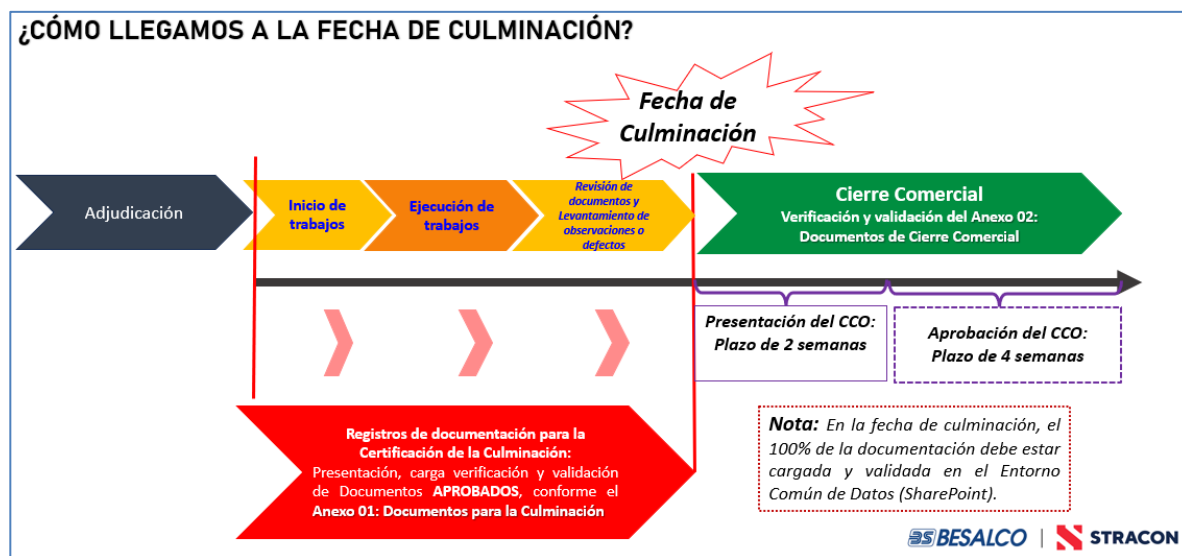 ¿CÓMO LLEGAMOS A LA FECHA DE CULMINACIÓN?
Fecha de
Culminación
Adjudicación
Inicio de
trabajos
Ejecución de
trabajos
Revisión de
documentos y
Levantamiento de
observaciones o
defectos
Cierre Comercial
Verificación y validación del Anexo 02:
Documentos de Cierre Comercial
Presentación del CCO:
Plazo de 2 semanas
Aprobación del CCO:
Plazo de 4 semanas
Registros de documentación para la
Certificación de la Culminación:
Presentación, carga verificación y validación
de Documentos APROBADOS, conforme el
Anexo 01: Documentos para la Culminación
Nota: En la fecha de culminación, el
100% de la documentación debe estar
cargada y validada en el Entorno
Común de Datos (SharePoint).
BS BESALCO | STRACON